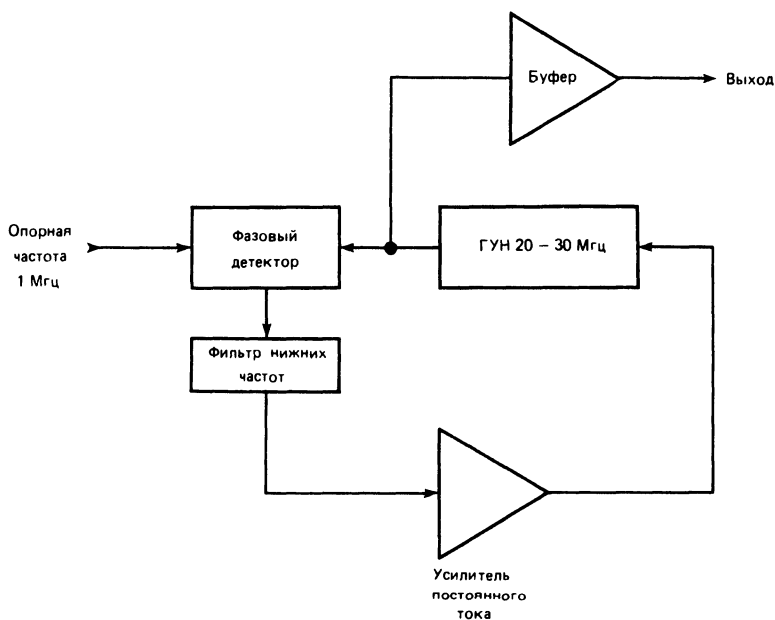 Буфер
Выход
Опорная
частота
1 Мгц
Фазовый
детектор
ГУН 20 – 30 Мгц
Фильтр нижних
частот
Усилитель
постоянного
тока